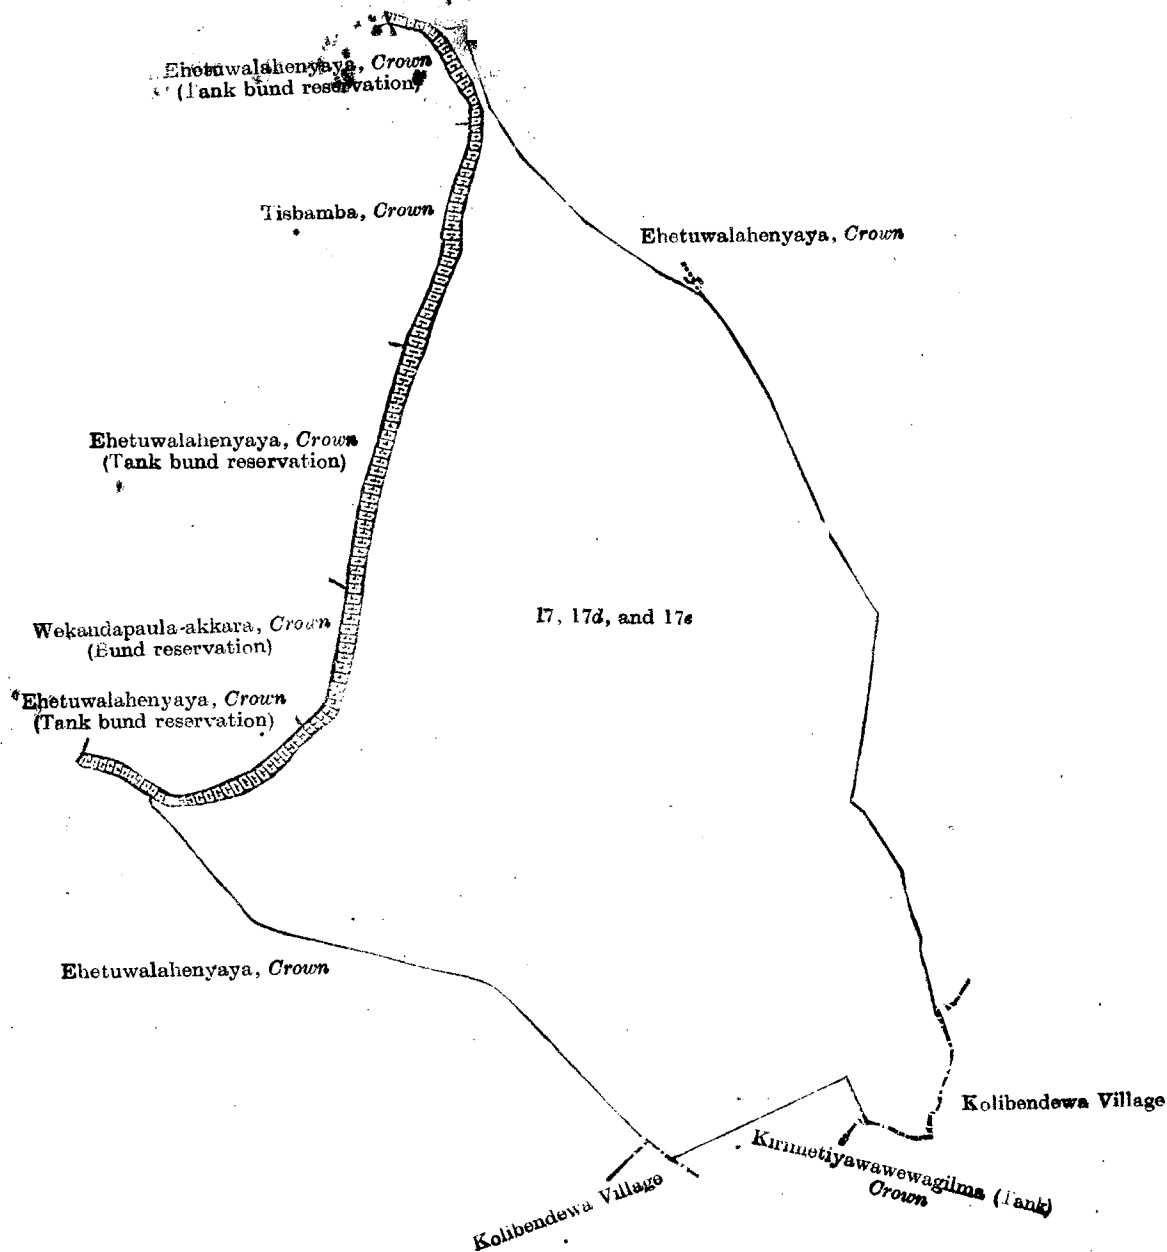 Ehetuwalahenyaya, Crown
(Tank bund reservation)
Tisbamba, Crown
Ehetuwalahenyaya, Crown
Ehetuwalahenyaya, Crown
(Tank bund reservation)
17, 17d, and 17e
Wekandapaula-akkara, Crown
(Bund reservation)
Ehetuwalahenyaya, Crown
(Tank bund reservation)
Ehetuwalahenyaya, Crown
Kolibendewa Village
Kirimetiyawawewagilma (Tank)
Crown
Kolibendewa Village